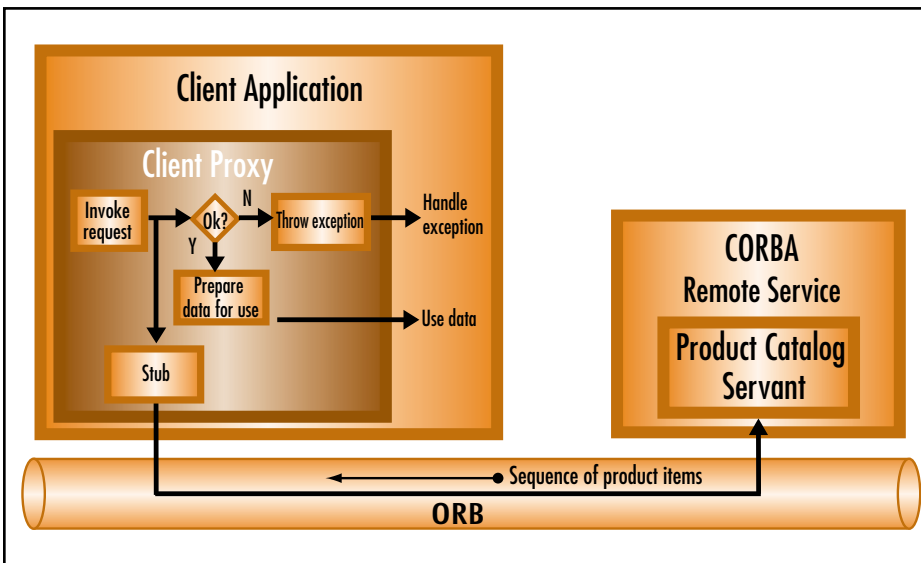 Client Application
Client Proxy
Invoke
request
Ok?
N
Y
Throw exception
Handle
exception
Prepare
data for use
Use data
Stub
CORBA
Remote Service
Product Catalog
Servant
Sequence of product items
ORB